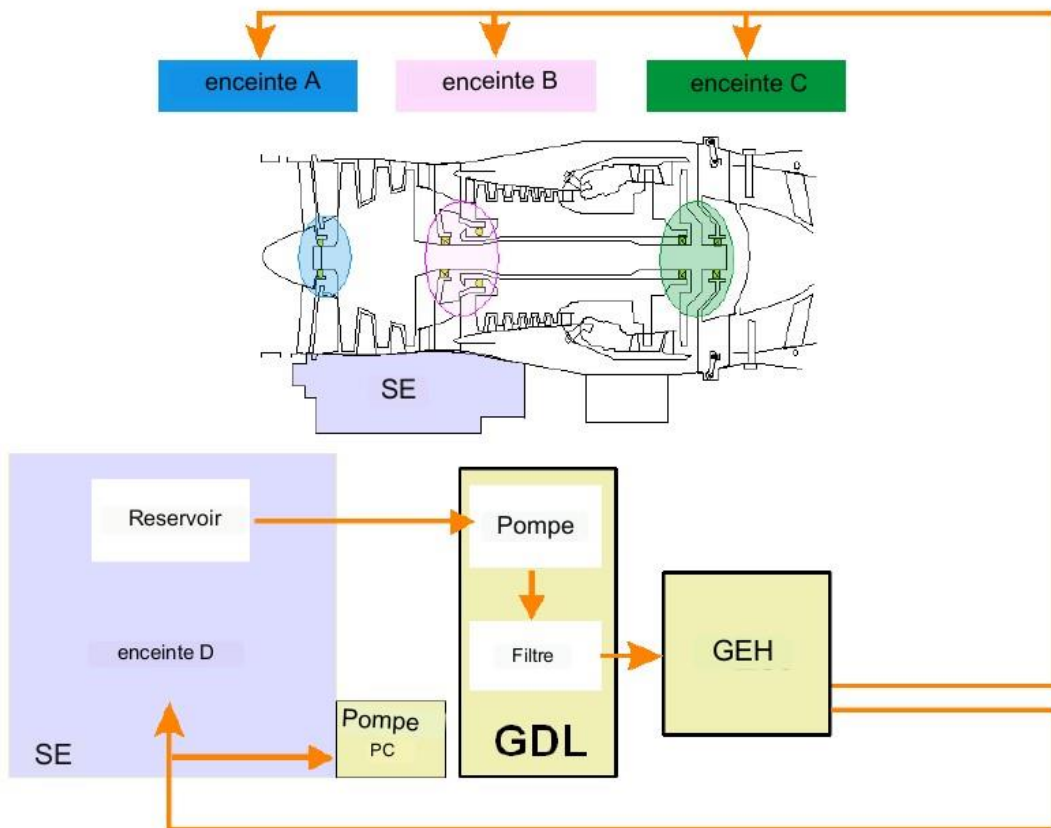 enceinte A
enceinte B
enceinte C
SE
Reservoir
enceinte D
SE
Pompe
PC
Pompe
Filtre
GDL
GEH